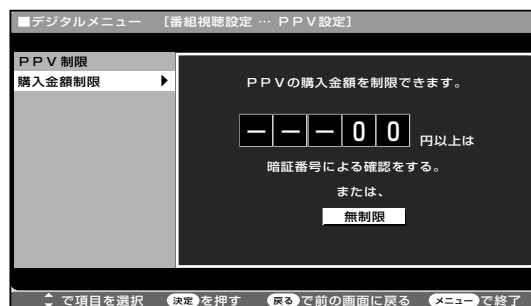 ■デジタルメニュー [番組視聴設定 … PPV設定]
PPV制限
購入金額制限
PPVの購入金額を制限できます。
－－－00 円以上は
暗証番号による確認をする。
または、
無制限
で項目を選択 決定を押す 戻るで前の画面に戻る メニューで終了